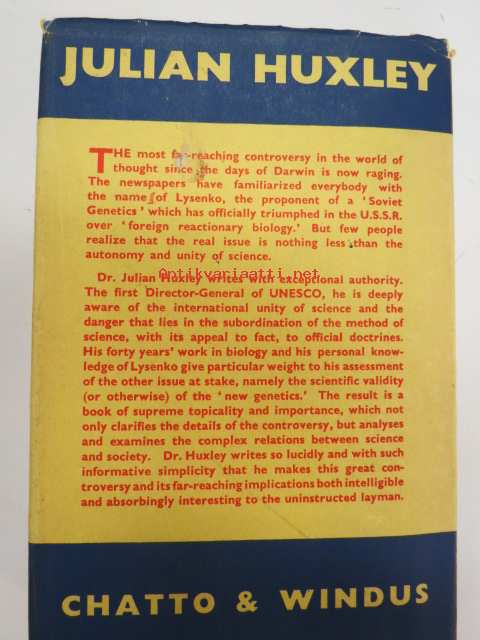 JULIAN HUXLEY
THE most far-reaching controversy in the world of
thought since the days of Darwin is now raging.
The newspapers have familiarized everybody with
the name of Lysenko, the proponent of a 'Soviet
Genetics' which has officially triumphed in the U.S.S.R.
over 'foreign reactionary biology.' But few people
realize that the real issue is nothing less than the
autonomy and unity of science.
Antikvariaatti.net
Dr. Julian Huxley writes with exceptional authority.
The first Director-General of UNESCO, he is deeply
aware of the international unity of science and the
danger that lies in the subordination of the method of
science, with its appeal to fact, to official doctrines.
His forty years' work in biology and his personal know-
ledge of Lysenko give particular weight to his assessment
of the other issue at stake, namely the scientific validity
(or otherwise) of the 'new genetics.' The result is a
book of supreme topicality and importance, which not
only clarifies the details of the controversy, but analyses
and examines the complex relations between science
and society. Dr. Huxley writes so lucidly and with such
informative simplicity that he makes this great con-
troversy and its far-reaching implications both intelligible
and absorbingly interesting to the uninstructed layman.
CHATTO & WINDUS